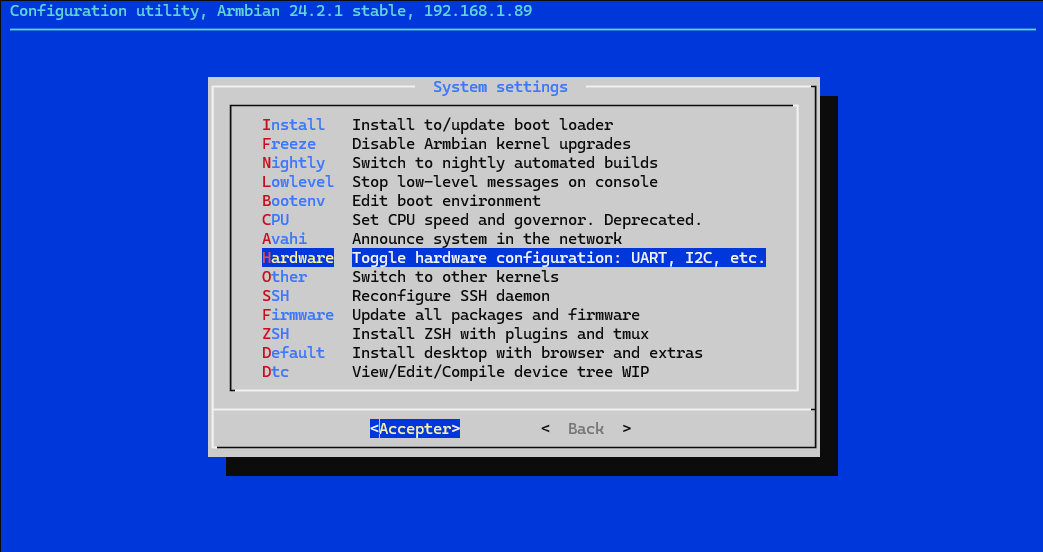 Configuration utility, Armbian 24.2.1 stable, 192.168.1.89
System settings
Install Install to/update boot loader
Freeze Disable Armbian kernel upgrades
Nightly Switch to nightly automated builds
Lowlevel Stop low-level messages on console
Bootenv Edit boot environment
CPU Set CPU speed and governor. Deprecated.
Avahi Announce system in the network
Hardware Toggle hardware configuration: UART, I2C, etc.
Other Switch to other kernels
SSH Reconfigure SSH daemon
Firmware Update all packages and firmware
ZSH Install ZSH with plugins and tmux
Default Install desktop with browser and extras
Dtc View/Edit/Compile device tree WIP
<Accepter> < Back >